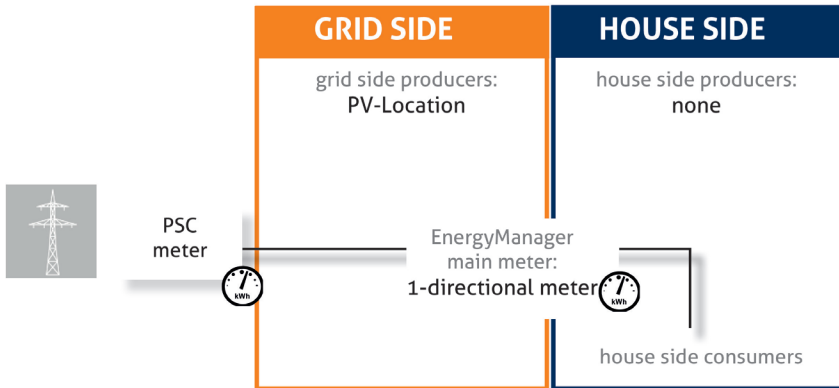 GRID SIDE
HOUSE SIDE
grid side producers:
PV-Location
house side producers:
none
PSC
meter
EnergyManager
main meter:
1-directional meter
kWh
kWh
house side consumers